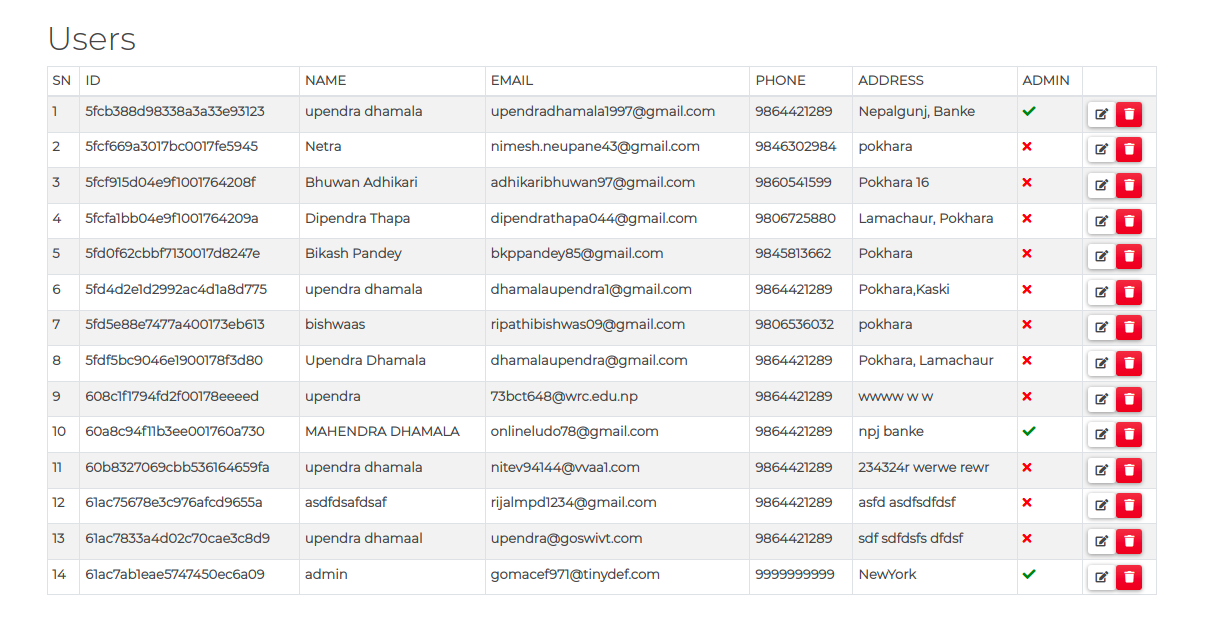 Users
SN ID NAME EMAIL PHONE ADDRESS ADMIN
1 5fcb388d98338a3a33e93123 upendra dhamala upendradhamala1997@gmail.com 9864421289 Nepalgunj, Banke
2 5fcf669a3017bc0017fe5945 Netra nimesh.neupane43@gmail.com 9846302984 pokhara
3 5fcf915d04e9f1001764208f Bhuwan Adhikari adhikaribhuwan97@gmail.com 9860541599 Pokhara 16
4 5fcfa1bb04e9f1001764209a Dipendra Thapa dipendrathapa044@gmail.com 9806725880 Lamachaur, Pokhara
5 5fd0f62cbbf7130017d8247e Bikash Pandey bkppandey85@gmail.com 9845813662 Pokhara
6 5fd4d2e1d2992ac4d1a8d775 upendra dhamala dhamalaupendra1@gmail.com 9864421289 Pokhara,Kaski
7 5fd5e88e7477a400173eb613 bishwaas ripathibishwas09@gmail.com 9806536032 pokhara
8 5fdf5bc9046e1900178f3d80 Upendra Dhamala dhamalaupendra@gmail.com 9864421289 Pokhara, Lamachaur
9 608c1f1794fd2f00178eeeed upendra 73bct648@wrc.edu.np 9864421289 wwww w w
10 60a8c94f11b3ee001760a730 MAHENDRA DHAMALA onlineludo78@gmail.com 9864421289 npj banke
11 60b8327069cbb536164659fa upendra dhamala nitev94144@vvaa1.com 9864421289 234324r werwe rewr
12 61ac75678e3c976afcd9655a asdfdsafdsaf rijalmpd1234@gmail.com 9864421289 asfd asdfsdfdsf
13 61ac7833a4d02c70cae3c8d9 upendra dhamaal upendra@goswivt.com 9864421289 sdf sdfdsfs dfdsf
14 61ac7ab1eae5747450ec6a09 admin gomacef971@tinydef.com 9999999999 NewYork